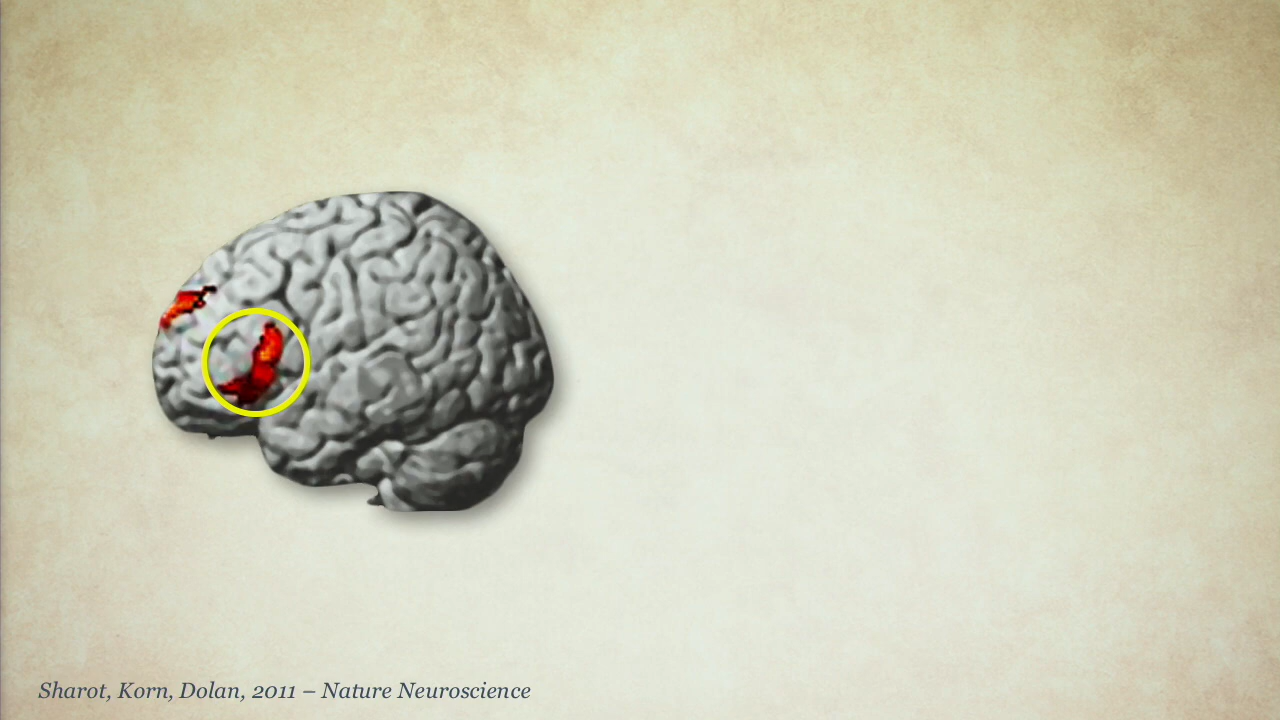 Sharot, Korn, Dolan, 2011 – Nature Neuroscience